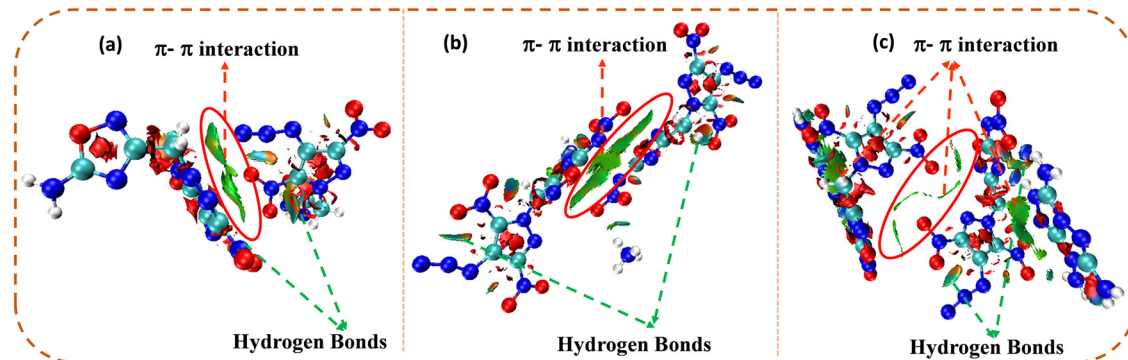 (a)
π- π interaction
Hydrogen Bonds
(b)
π- π interaction
Hydrogen Bonds
(c)
π- π interaction
Hydrogen Bonds